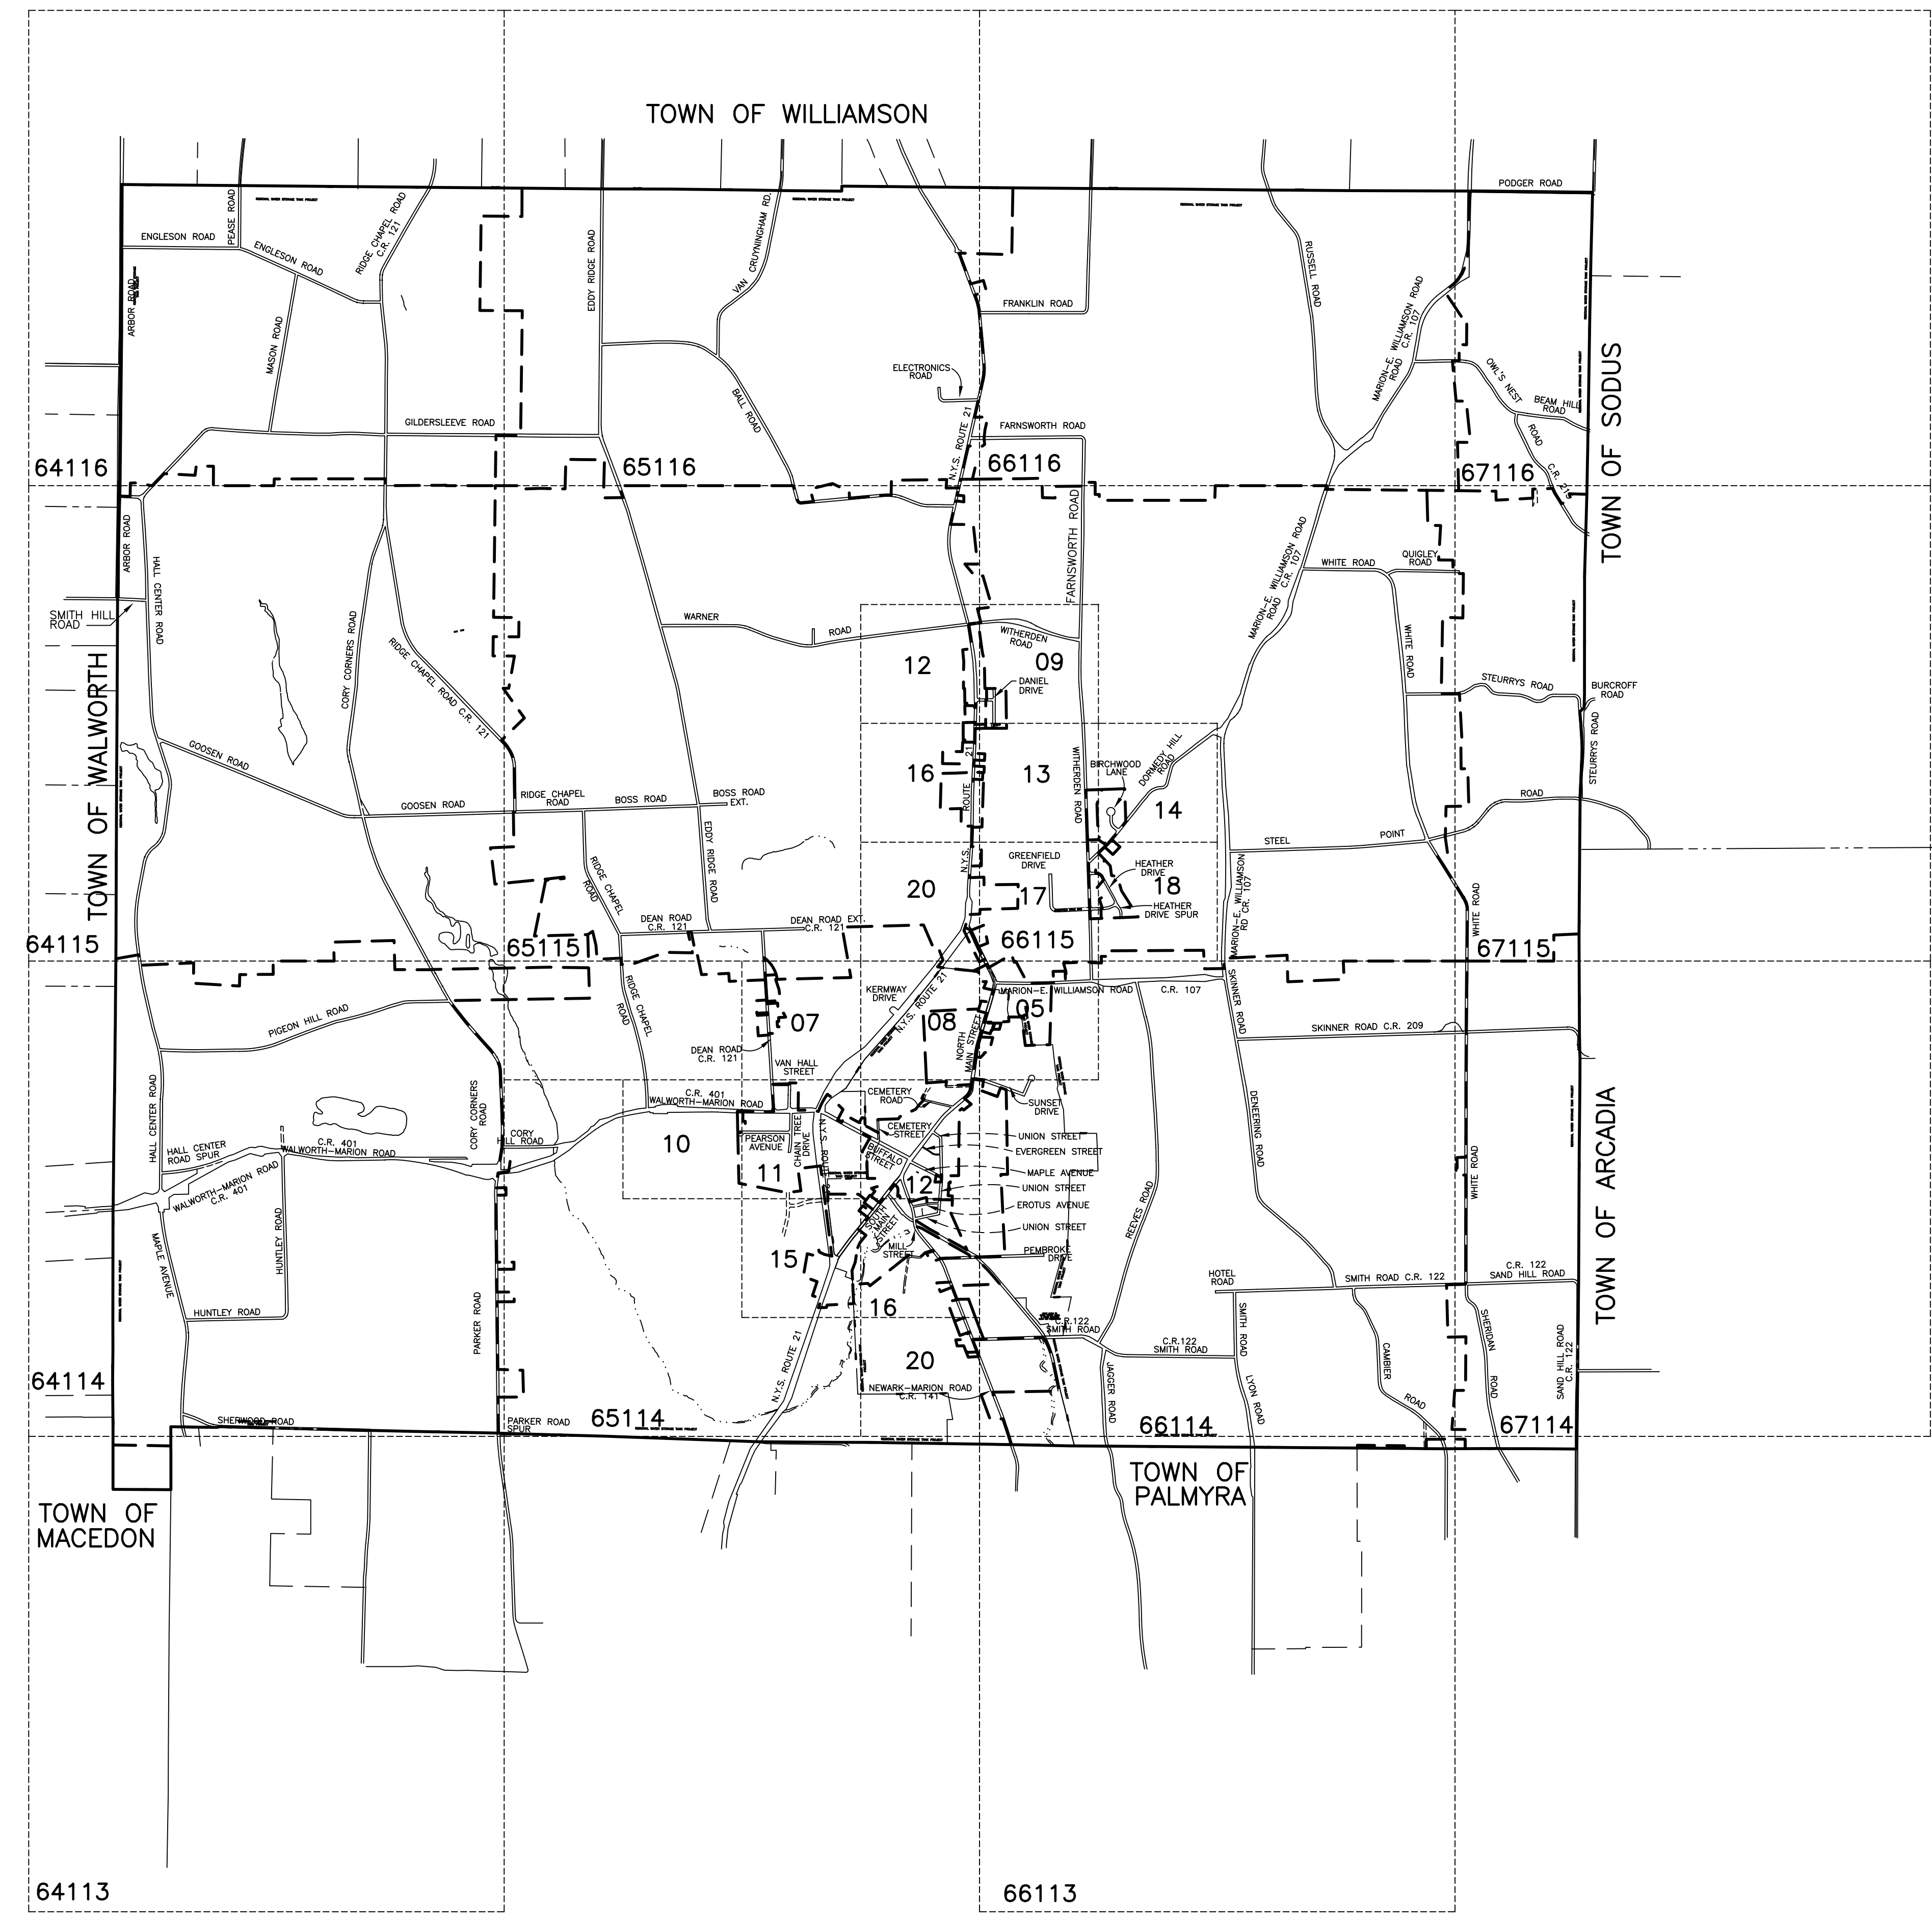 TOWN OF WILLIAMSON
PODGER ROAD
ENGLESON ROAD
PEASE ROAD
ENGLESON ROAD
RIDGE CHAPEL ROAD
C.R. 121
EDDY RIDGE ROAD
VAN CRUYNINGHAM RD.
RUSSELL ROAD
ARBOR ROAD
MASON ROAD
FRANKLIN ROAD
MARION-E. WILLIAMSON ROAD
ROAD C.R. 107
ELECTRONICS
ROAD
BALL ROAD
OWL'S NEST
BEAM HILL
ROAD
ROAD
C.R. 219
TOWN OF SODUS
GILDERSLEEVE ROAD
N.Y.S. ROUTE 21
FARNSWORTH ROAD
64116
65116
66116
67116
ARBOR ROAD
HALL CENTER ROAD
FARNSWORTH ROAD
MARION-E. WILLIAMSON ROAD
ROAD C.R. 107
WHITE ROAD
QUIGLEY
ROAD
SMITH HILL
ROAD
CORY CORNERS ROAD
RIDGE CHAPEL ROAD C.R. 121
WARNER
ROAD
WITHERDEN
ROAD
WHITE ROAD
12
09
DANIEL
DRIVE
STEURRYS ROAD
BURCROFF
ROAD
STEURRYS ROAD
TOWN OF WALWORTH
GOOSEN ROAD
16
21
ROUTE
N.Y.S.
13
WITHERDEN ROAD
BIRCHWOOD
LANE
DORMEDY HILL
ROAD
14
GOOSEN ROAD
RIDGE CHAPEL
ROAD
BOSS ROAD
BOSS ROAD
EXT.
ROAD
STEEL
POINT
EDDY RIDGE ROAD
RIDGE CHAPEL
ROAD
GREENFIELD
DRIVE
HEATHER
DRIVE
20
17
18
HEATHER
DRIVE SPUR
MARION-E. WILLIAMSON
RD CR. 107
WHITE ROAD
DEAN ROAD
C.R. 121
DEAN ROAD EXT.
C.R. 121
64115
65115
66115
67115
RIDGE CHAPEL
ROAD
KERMWAY
DRIVE
N.Y.S. ROUTE 21
MARION-E. WILLIAMSON ROAD
C.R. 107
SKINNER ROAD
PIGEON HILL ROAD
07
08
05
NORTH
MAIN STREET
SKINNER ROAD C.R. 209
DEAN ROAD
C.R. 121
VAN HALL
STREET
HALL CENTER ROAD
CORY CORNERS
ROAD
C.R. 401
WALWORTH-MARION ROAD
CEMETERY
ROAD
SUNSET
DRIVE
DENEERING ROAD
TOWN OF ARCADIA
CORY
HILL ROAD
10
PEARSON
AVENUE
CHAIN TREE
DRIVE
N.Y.S. ROUTE 21
CEMETERY
STREET
BUFFALO
STREET
UNION STREET
EVERGREEN STREET
MAPLE AVENUE
UNION STREET
EROTUS AVENUE
UNION STREET
HALL CENTER
ROAD SPUR
C.R. 401
WALWORTH-MARION ROAD
WALWORTH-MARION ROAD
C.R. 401
11
12
WHITE ROAD
REEVES ROAD
MAPLE AVENUE
HUNTLEY ROAD
SOUTH
MAIN
STREET
MILL
STREET
PEMBROKE
DRIVE
15
16
HOTEL
ROAD
SMITH ROAD C.R. 122
C.R. 122
SAND HILL ROAD
HUNTLEY ROAD
PARKER ROAD
C.R.122
SMITH ROAD
C.R.122
SMITH ROAD
SMITH ROAD
CAMBIER
ROAD
SHERIDAN
ROAD
SAND HILL ROAD
C.R. 122
20
N.Y.S. ROUTE 21
NEWARK-MARION ROAD
C.R. 141
JAGGER ROAD
LYON ROAD
64114
SHERWOOD ROAD
PARKER ROAD
SPUR
65114
66114
67114
TOWN OF
PALMYRA
TOWN OF
MACEDON
64113
66113